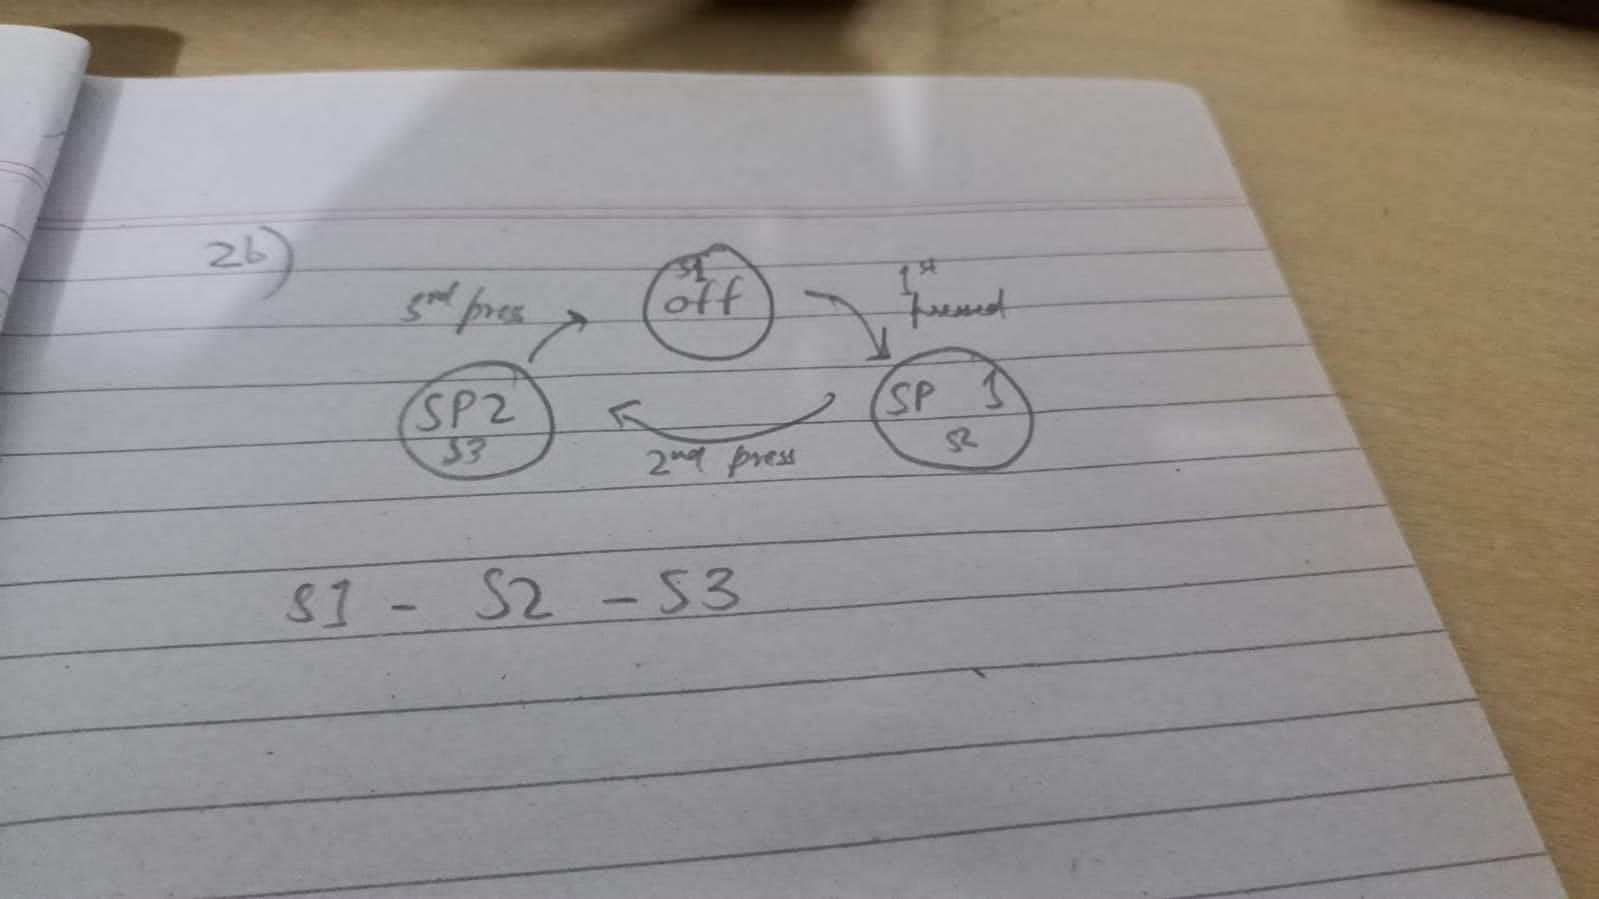 2b)
S1
off
1st
pressed
3rd press
SP 1
S2
SP2
S3
2nd press
S1 - S2 - S3